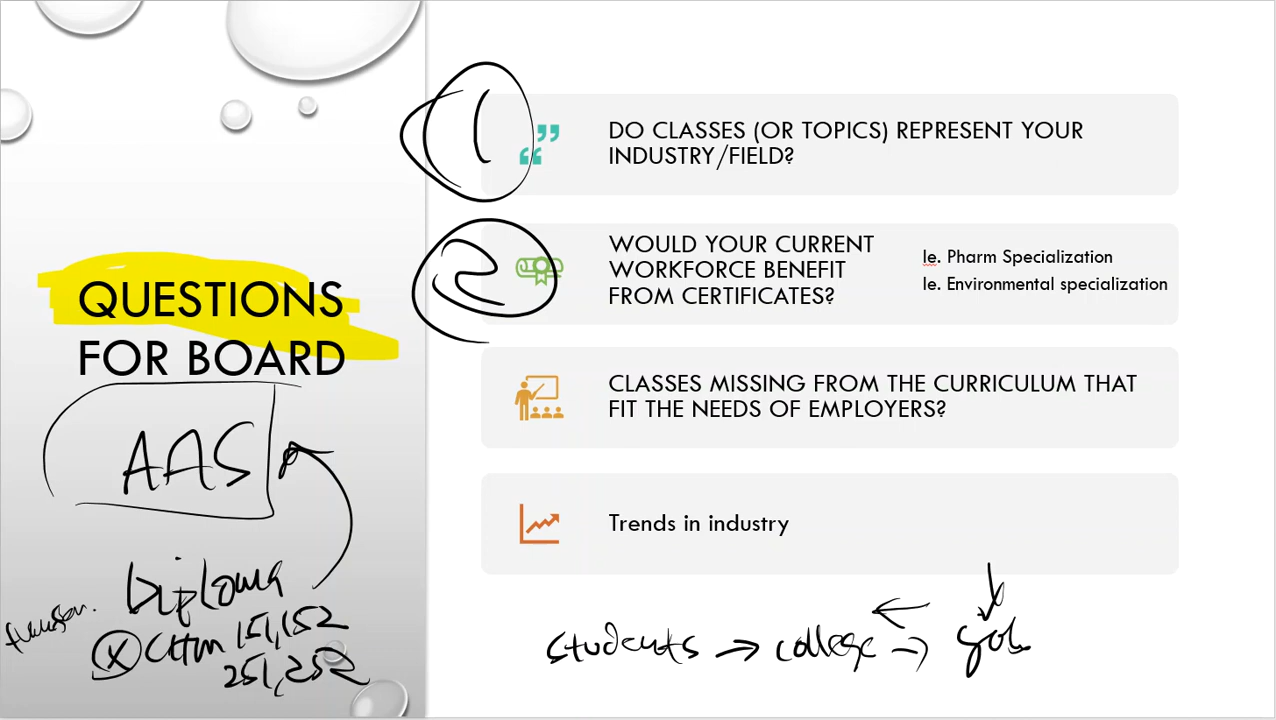 QUESTIONS
FOR BOARD
AAS
Diploma
CHM 151, 152
251, 252
1
DO CLASSES (OR TOPICS) REPRESENT YOUR
INDUSTRY/FIELD?
2
WOULD YOUR CURRENT
WORKFORCE BENEFIT
FROM CERTIFICATES?
Ie. Pharm Specialization
Ie. Environmental specialization
CLASSES MISSING FROM THE CURRICULUM THAT
FIT THE NEEDS OF EMPLOYERS?
Trends in industry
students → college → job